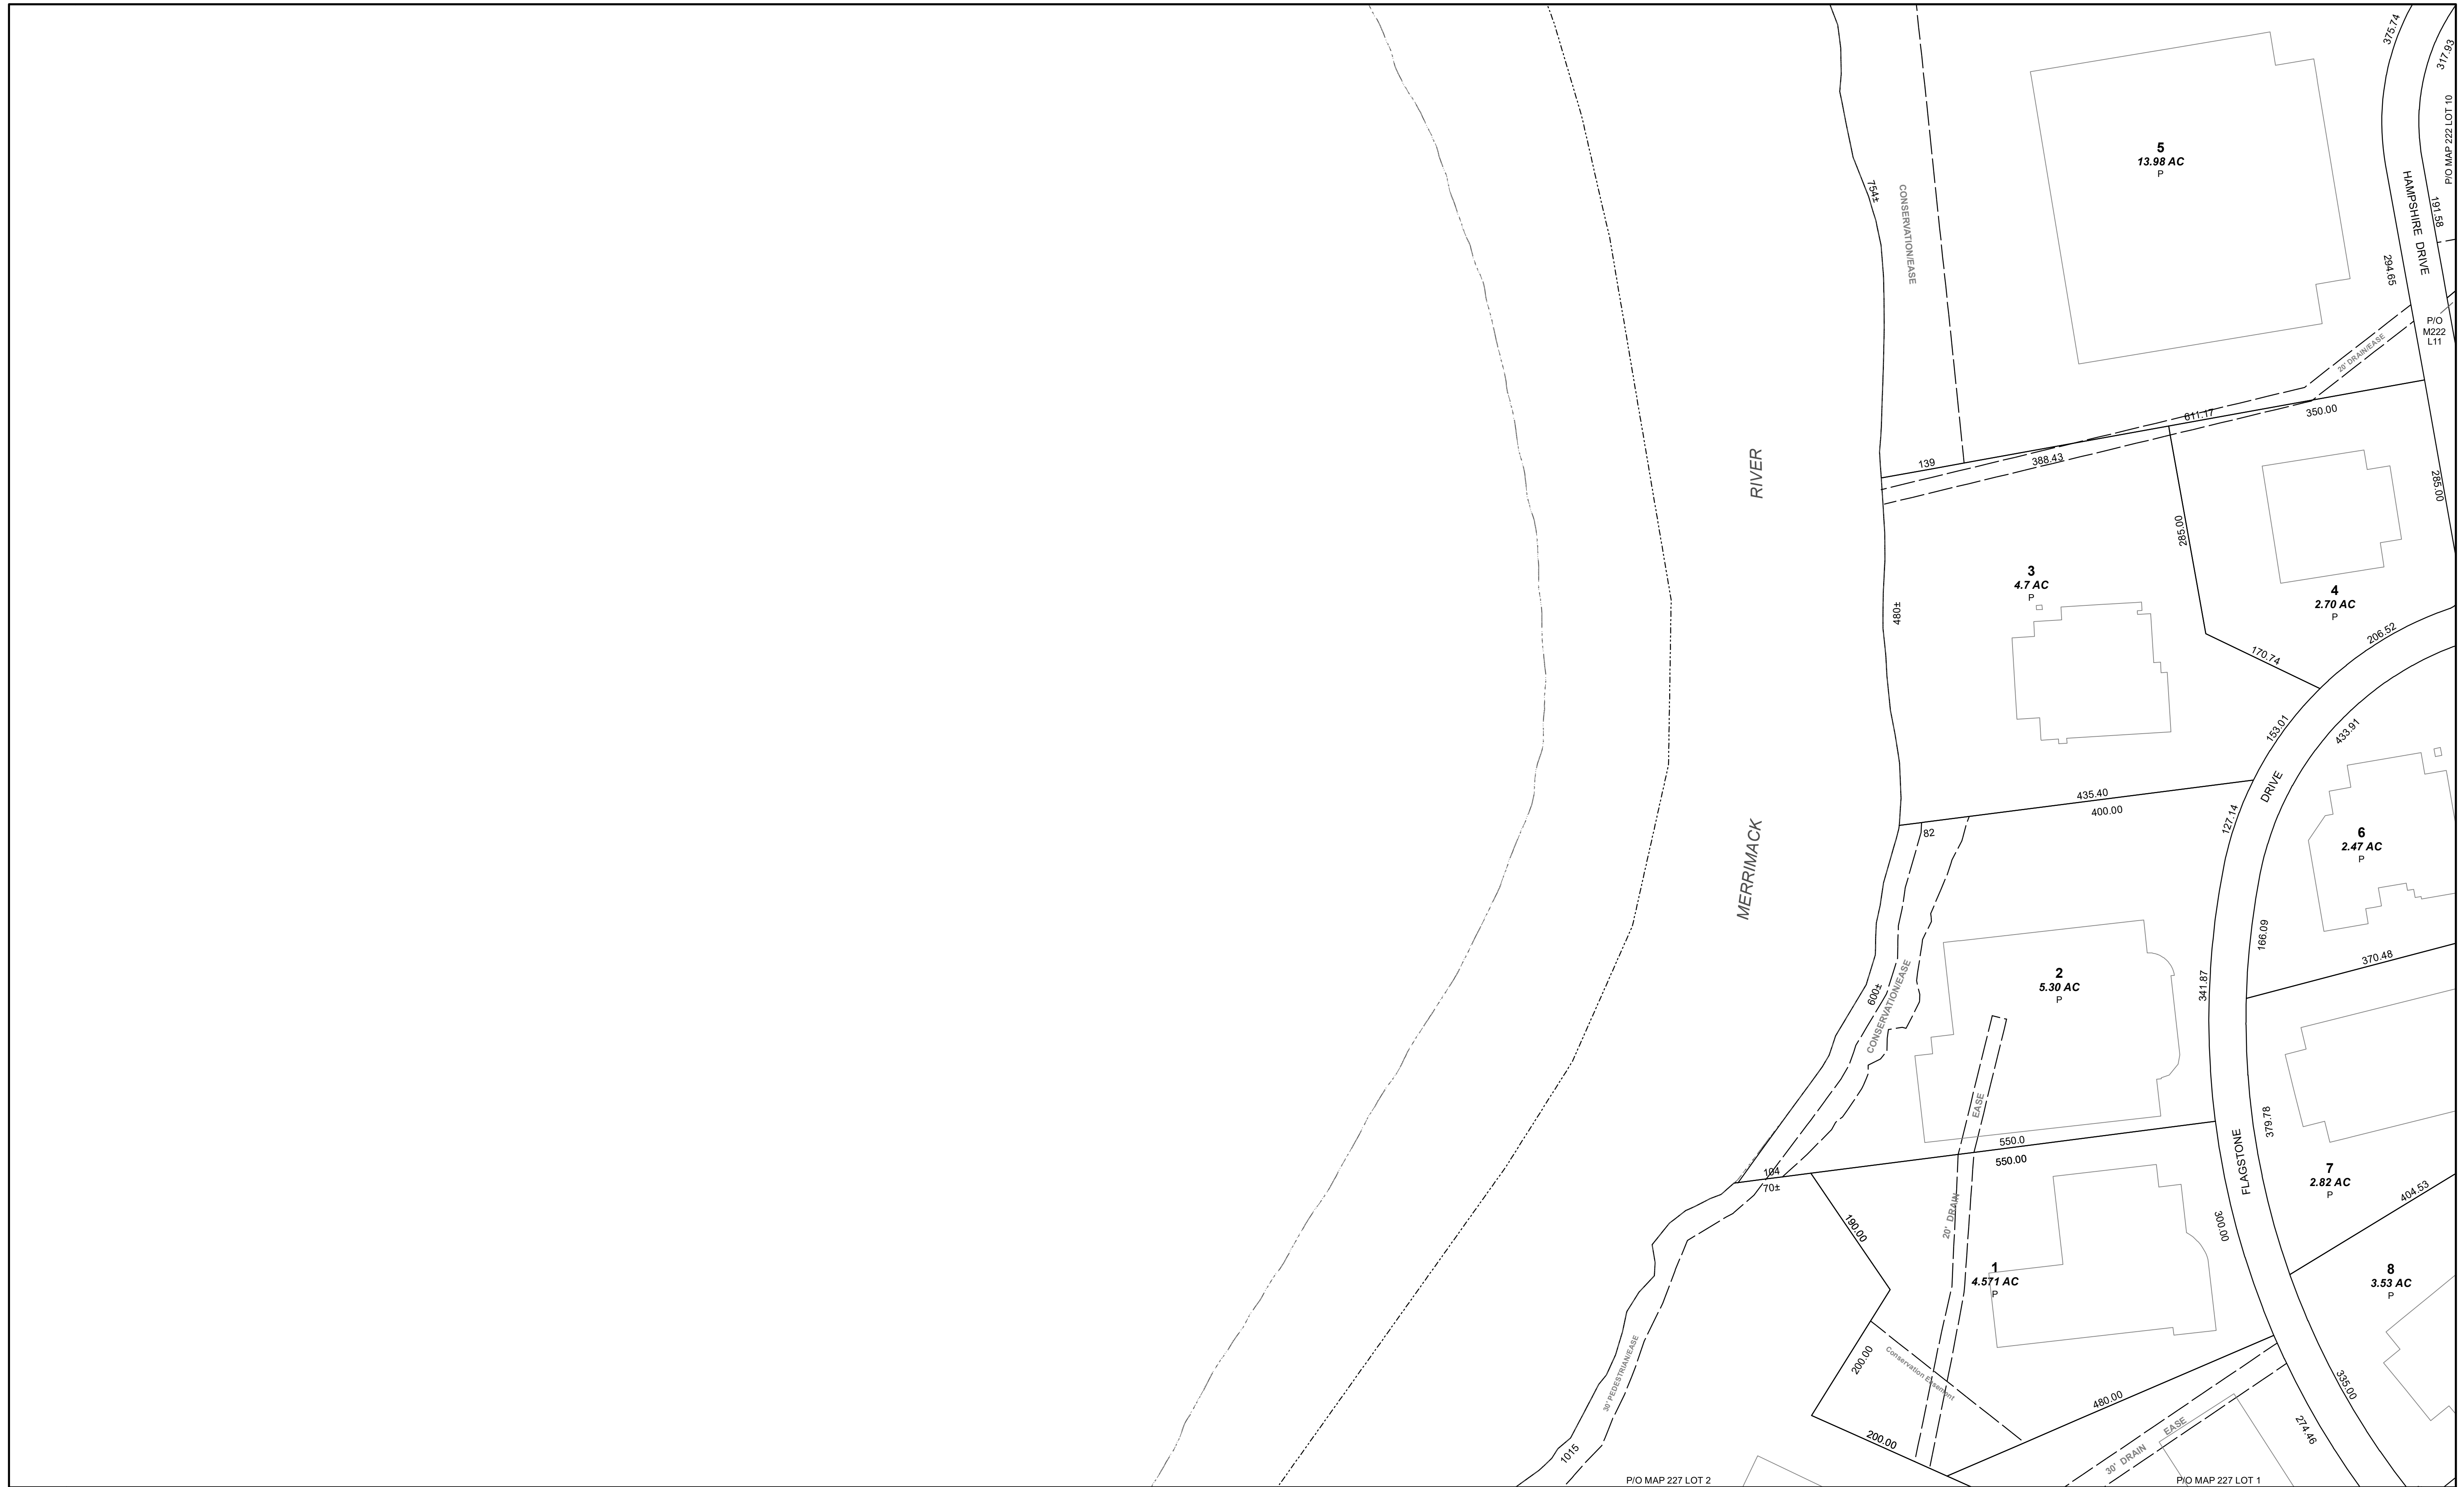 375.74
317.93
P/O MAP 222 LOT 10
5
13.98 AC
P
754±
CONSERVATION/EASE
HAMPSHIRE DRIVE
191.58
294.65
P/O
M222
L11
20' DRAIN/EASE
611.17
350.00
139
388.43
RIVER
285.00
285.00
3
4.7 AC
P
4
2.70 AC
P
480±
206.52
170.74
153.01
433.91
DRIVE
435.40
400.00
127.14
82
6
2.47 AC
P
MERRIMACK
166.09
370.48
2
5.30 AC
P
341.87
600±
CONSERVATION/EASE
EASE
379.78
550.0
550.00
FLAGSTONE
104
70±
7
2.82 AC
P
404.53
190.00
20' DRAIN
300.00
1
4.571 AC
P
8
3.53 AC
P
200.00
Conservation Easement
30' PEDESTRIAN/EASE
335.00
480.00
274.46
200.00
30' DRAIN EASE
1015
P/O MAP 227 LOT 2
P/O MAP 227 LOT 1